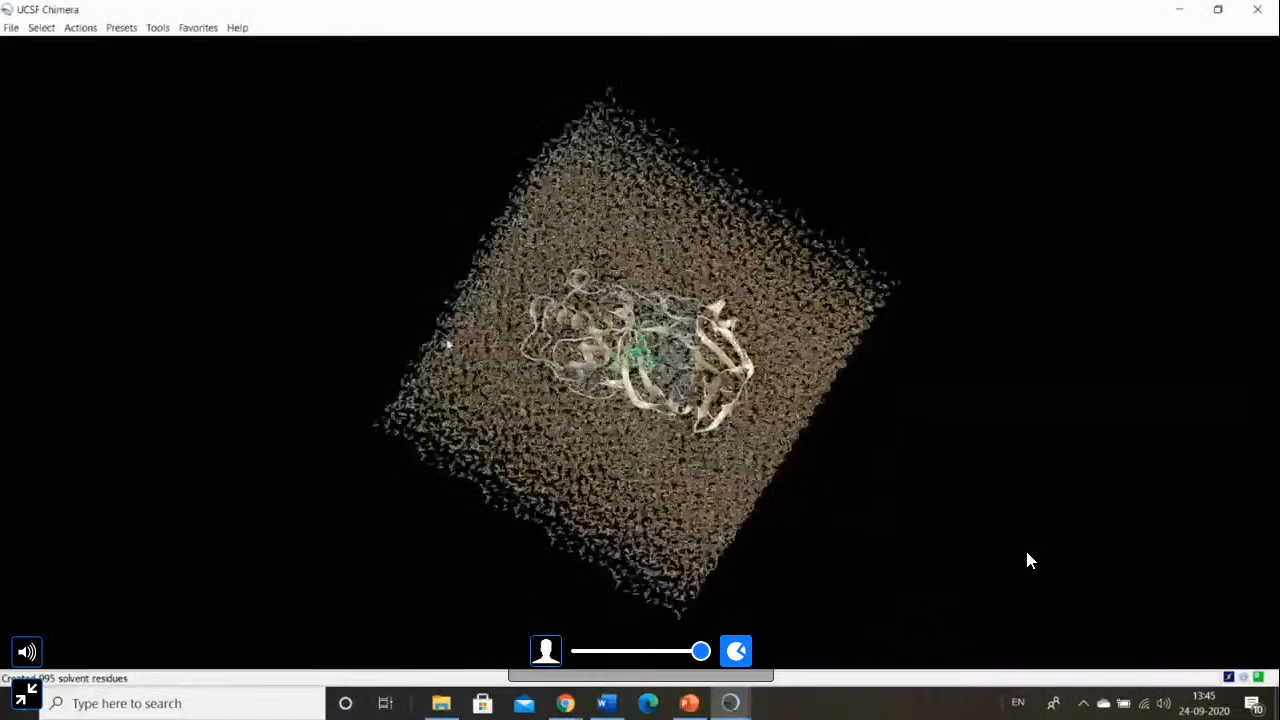 UCSF Chimera
File Select Actions Presets Tools Favorites Help
995 solvent residues
Type here to search
EN
13:45
24-09-2020
10